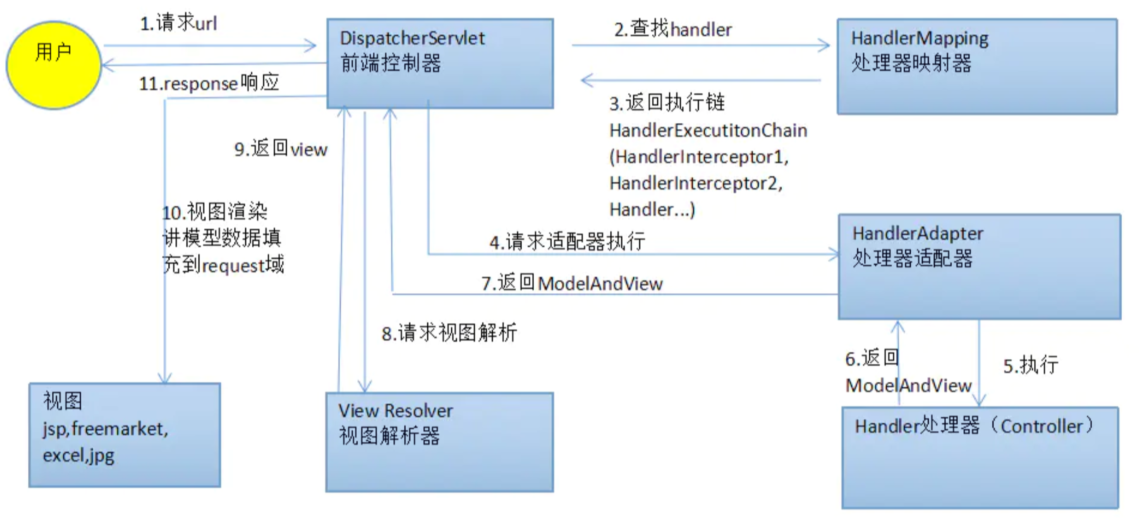 用户
1.请求url
11.response响应
DispatcherServlet
前端控制器
2.查找handler
HandlerMapping
处理器映射器
3.返回执行链
HandlerExecutitonChain
(HandlerInterceptor1,
HandlerInterceptor2,
Handler...)
9.返回view
10.视图渲染
讲模型数据填
充到request域
4.请求适配器执行
7.返回ModelAndView
HandlerAdapter
处理器适配器
8.请求视图解析
6.返回
ModelAndView
5.执行
视图
jsp,freemarket,
excel,jpg
View Resolver
视图解析器
Handler处理器（Controller）